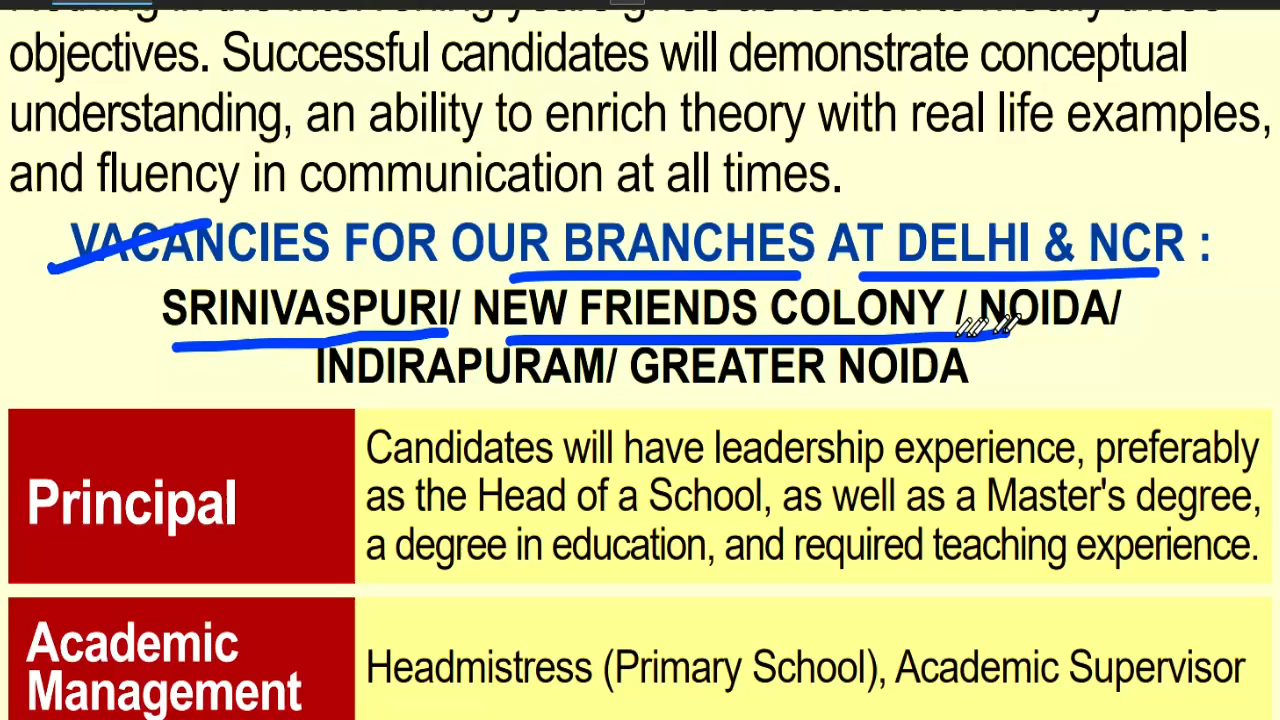 objectives. Successful candidates will demonstrate conceptual
understanding, an ability to enrich theory with real life examples,
and fluency in communication at all times.
VACANCIES FOR OUR BRANCHES AT DELHI & NCR :
SRINIVASPURI/ NEW FRIENDS COLONY / NOIDA/
INDIRAPURAM/ GREATER NOIDA
Principal
Candidates will have leadership experience, preferably
as the Head of a School, as well as a Master's degree,
a degree in education, and required teaching experience.
Academic
Management
Headmistress (Primary School), Academic Supervisor